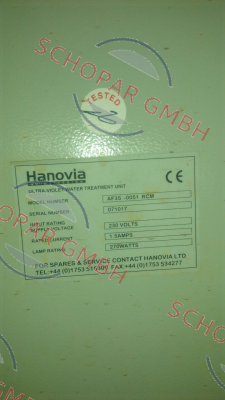 SCHOPAR GMBH
TESTED
SCHOPAR GMBH
Hanovia
CE
ULTRA-VIOLET WATER TREATMENT UNIT
MODEL NUMBER
SERIAL NUMBER 071017
INPUT RATING
SUPPLY VOLTAGE 230 VOLTS
RATED CURRENT 1.5AMPS
LAMP RATING
FOR SPARES & SERVICE CONTACT HANOVIA LTD
TEL:+44 (0)1753 515300 FAX:+44 (0)1753 534277
SCHOPAR GMBH